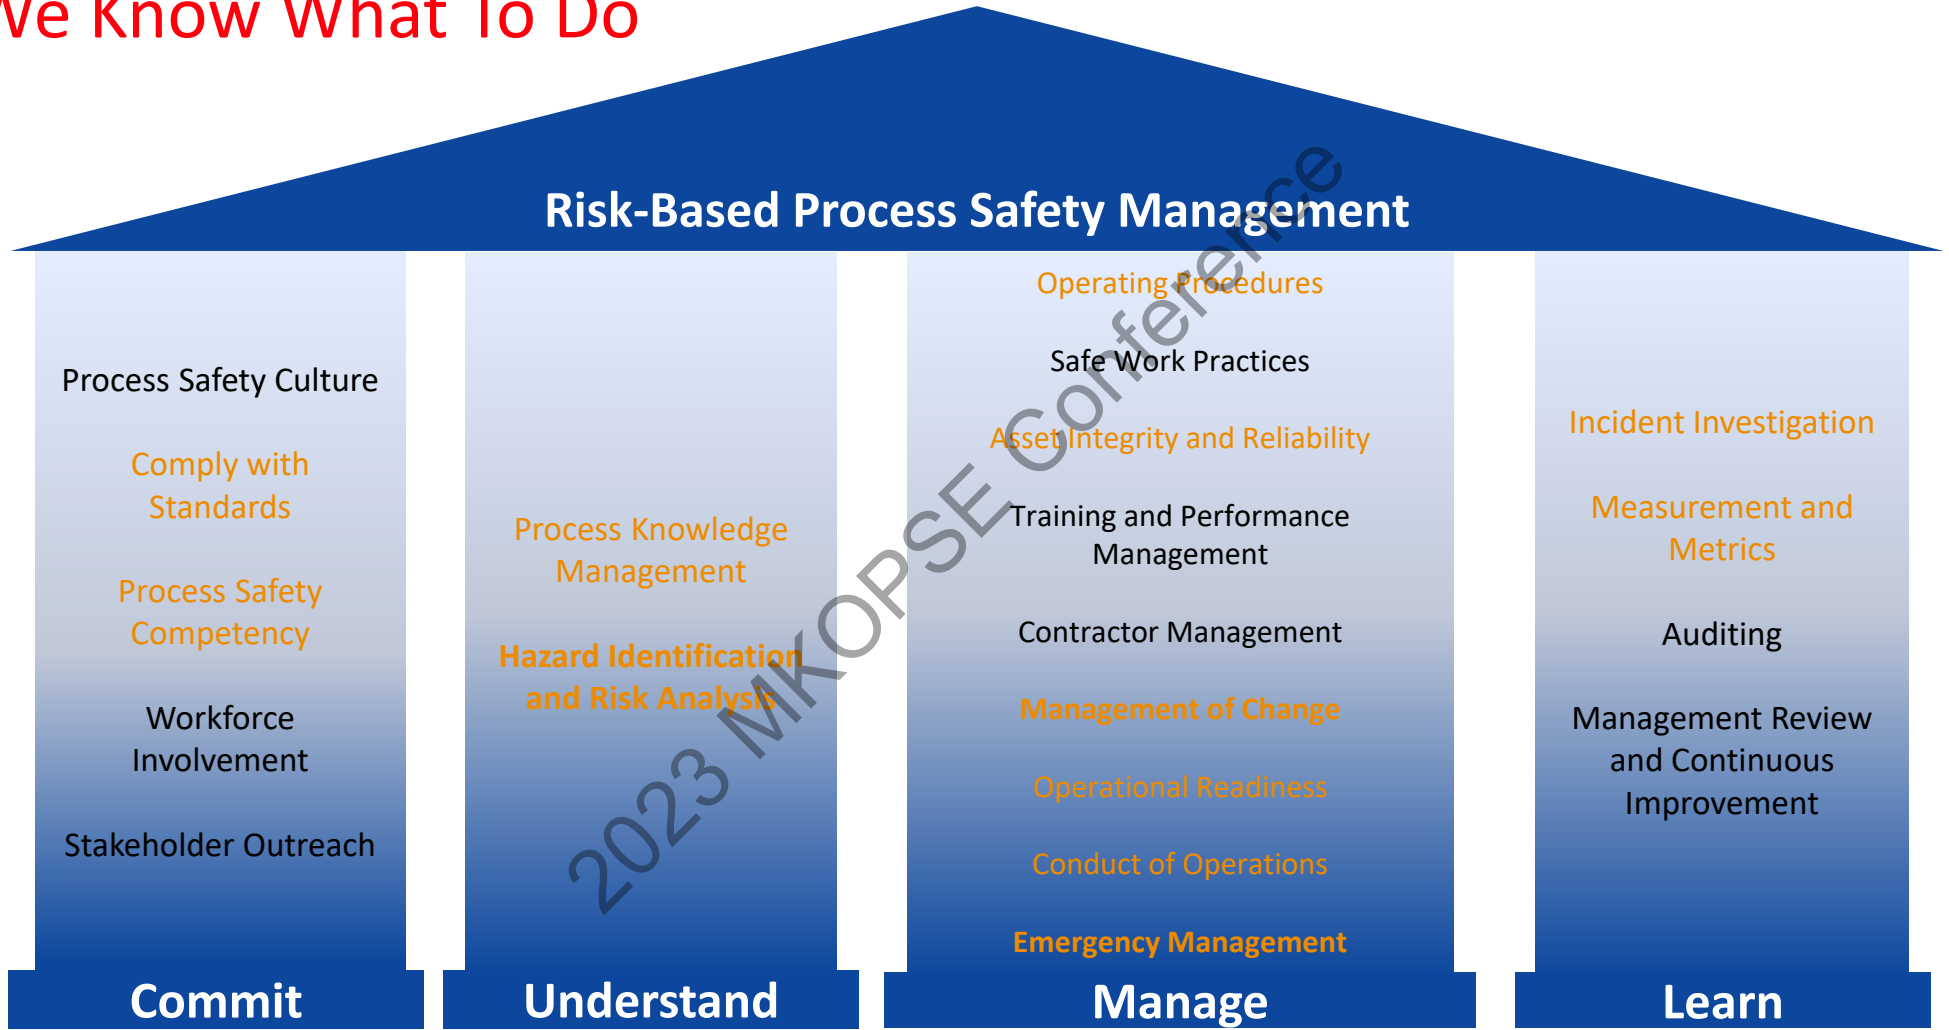 We Know What To Do
Risk-Based Process Safety Management
Process Safety Culture
Comply with
Standards
Process Safety
Competency
Workforce
Involvement
Stakeholder Outreach
Commit
Process Knowledge
Management
Hazard Identification
and Risk Analysis
Understand
Operating Procedures
Safe Work Practices
Asset Integrity and Reliability
Training and Performance
Management
Contractor Management
Management of Change
Operational Readiness
Conduct of Operations
Emergency Management
Manage
Incident Investigation
Measurement and
Metrics
Auditing
Management Review
and Continuous
Improvement
Learn
2023 MKOPSE Conference